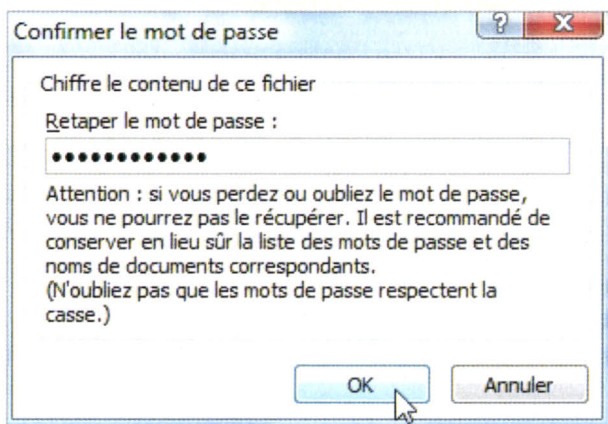 Confirmer le mot de passe
Chiffre le contenu de ce fichier
Retaper le mot de passe :
••••••••••••
Attention : si vous perdez ou oubliez le mot de passe,
vous ne pourrez pas le récupérer. Il est recommandé de
conserver en lieu sûr la liste des mots de passe et des
noms de documents correspondants.
(N'oubliez pas que les mots de passe respectent la
casse.)
OK
Annuler